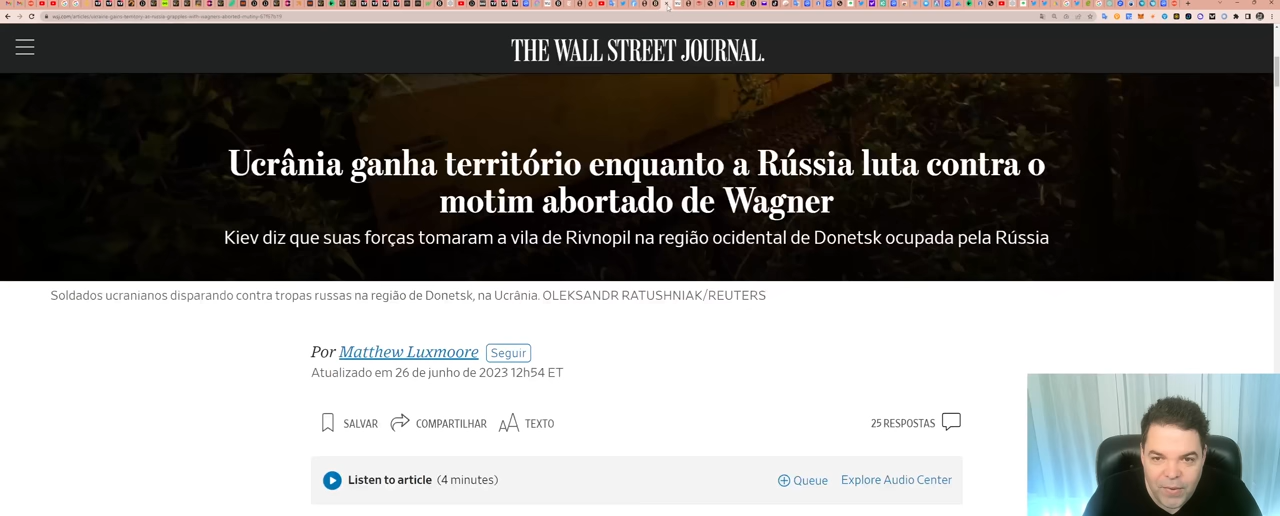 THE WALL STREET JOURNAL.
Ucrânia ganha território enquanto a Rússia luta contra o
motim abortado de Wagner
Kiev diz que suas forças tomaram a vila de Rivnopil na região ocidental de Donetsk ocupada pela Rússia
Soldados ucranianos disparando contra tropas russas na região de Donetsk, na Ucrânia. OLEKSANDR RATUSHNIAK/REUTERS
Por Matthew Luxmoore Seguir
Atualizado em 26 de junho de 2023 12h54 ET
SALVAR COMPARTILHAR AA TEXTO 25 RESPOSTAS
Listen to article (4 minutes) Queue Explore Audio Center